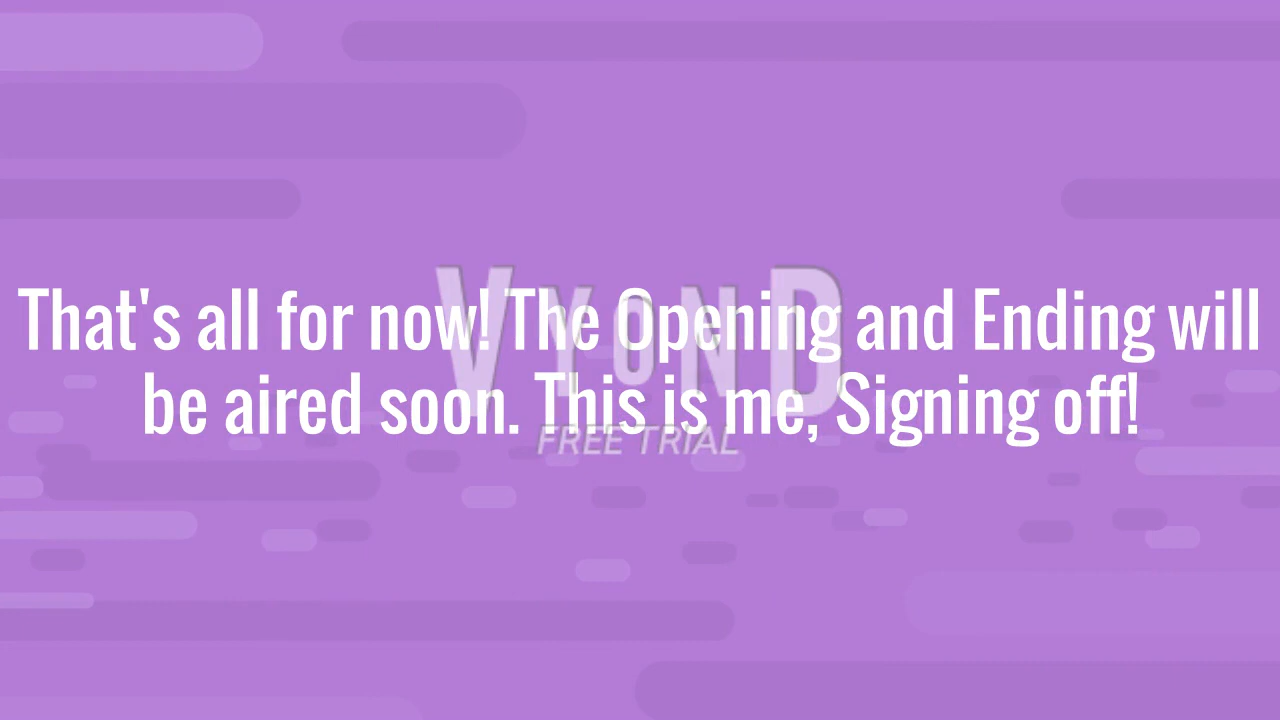 That's all for now! The Opening and Ending will
be aired soon. This is me, Signing off!
VYOND
FREE TRIAL